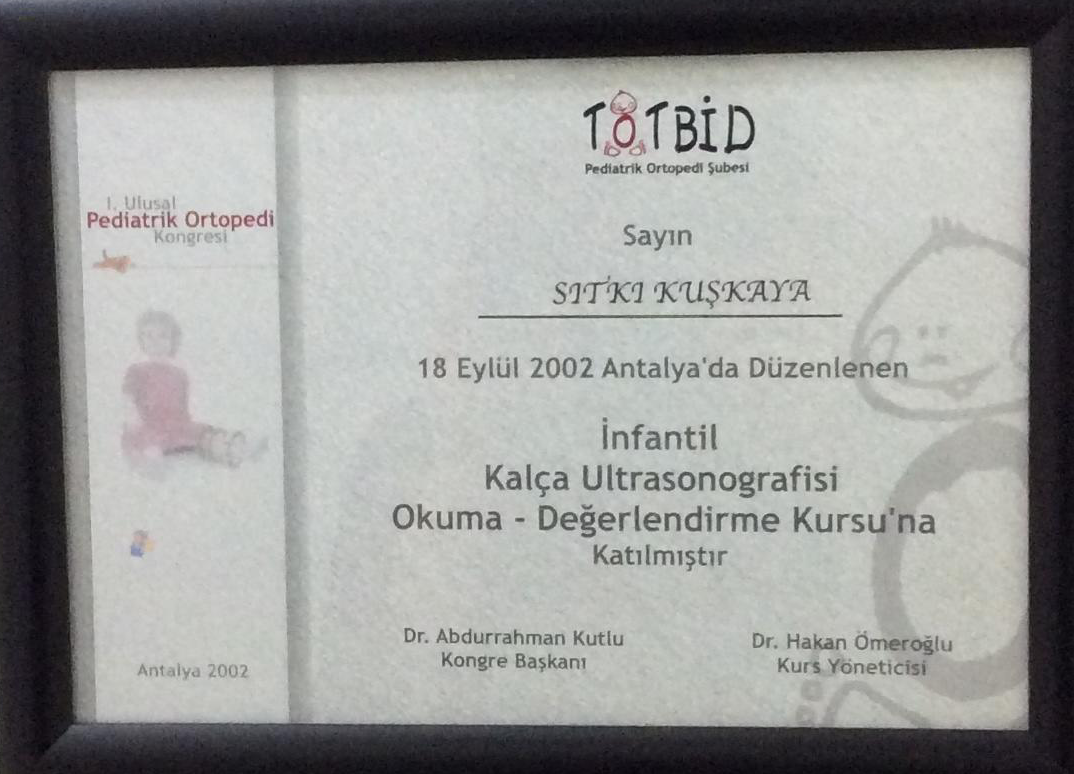 I. Ulusal
Pediatrik Ortopedi
Kongresi
Antalya 2002
TOTBİD
Pediatrik Ortopedi Şubesi
Sayın
SITKI KUŞKAYA
18 Eylül 2002 Antalya'da Düzenlenen
İnfantil
Kalça Ultrasonografisi
Okuma - Değerlendirme Kursu'na
Katılmıştır
Dr. Abdurrahman Kutlu
Kongre Başkanı
Dr. Hakan Ömeroğlu
Kurs Yöneticisi